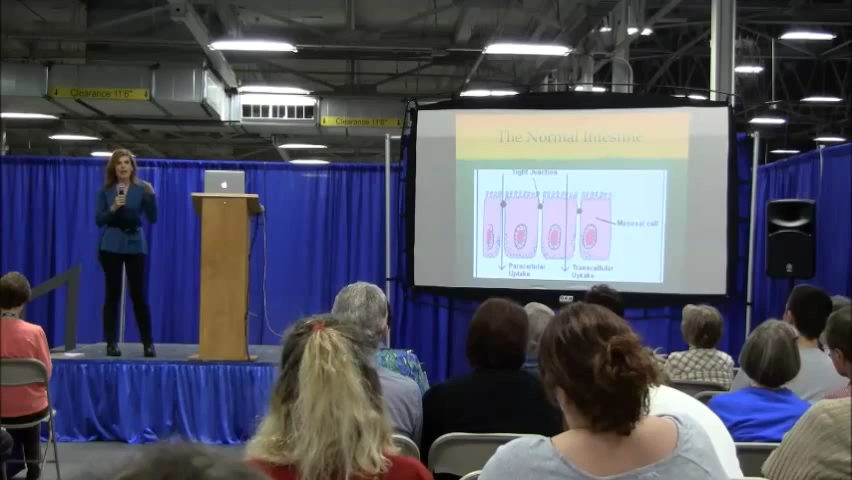 Clearance 11'6"
Clearance 11'6"
The Normal Intestine
Tight Junction
Mucosal cell
Paracellular
Uptake
Transcellular
Uptake